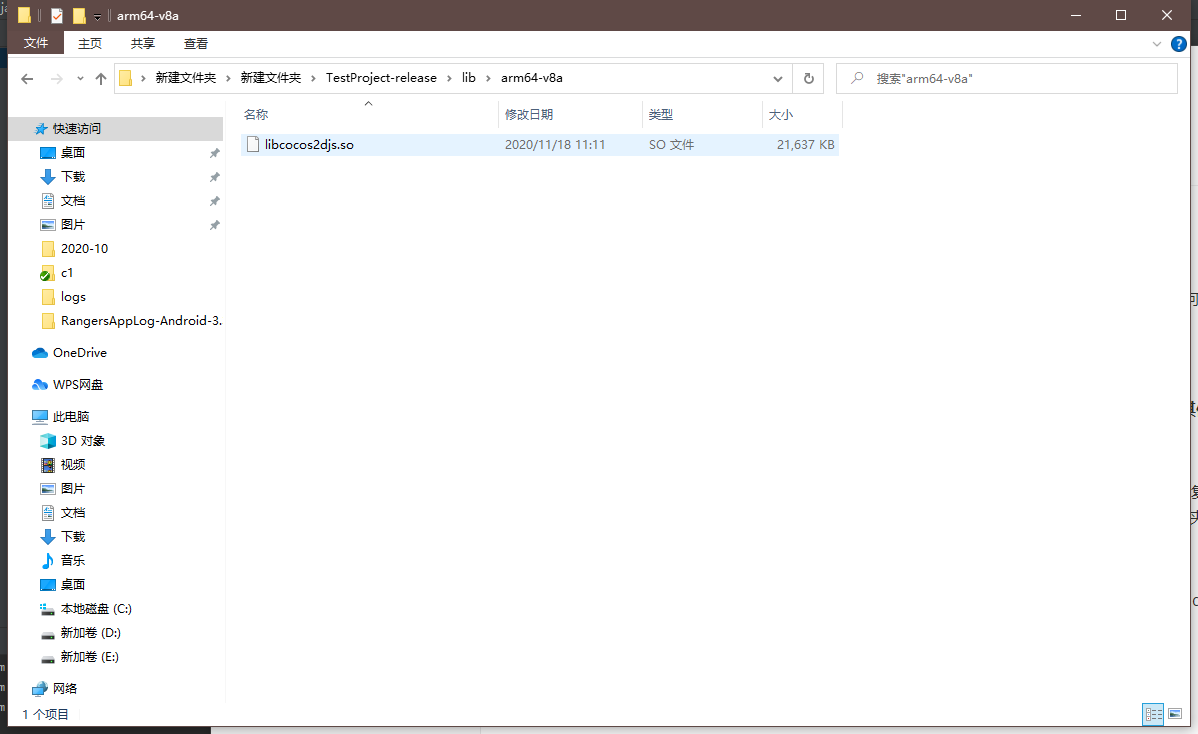 arm64-v8a
文件 主页 共享 查看
新建文件夹 新建文件夹 TestProject-release lib arm64-v8a
搜索"arm64-v8a"
名称 修改日期 类型 大小
libcocos2djs.so 2020/11/18 11:11 SO 文件 21,637 KB
快速访问
桌面
下载
文档
图片
2020-10
c1
logs
RangersAppLog-Android-3.
OneDrive
WPS网盘
此电脑
3D 对象
视频
图片
文档
下载
音乐
桌面
本地磁盘 (C:)
新加卷 (D:)
新加卷 (E:)
网络
1 个项目